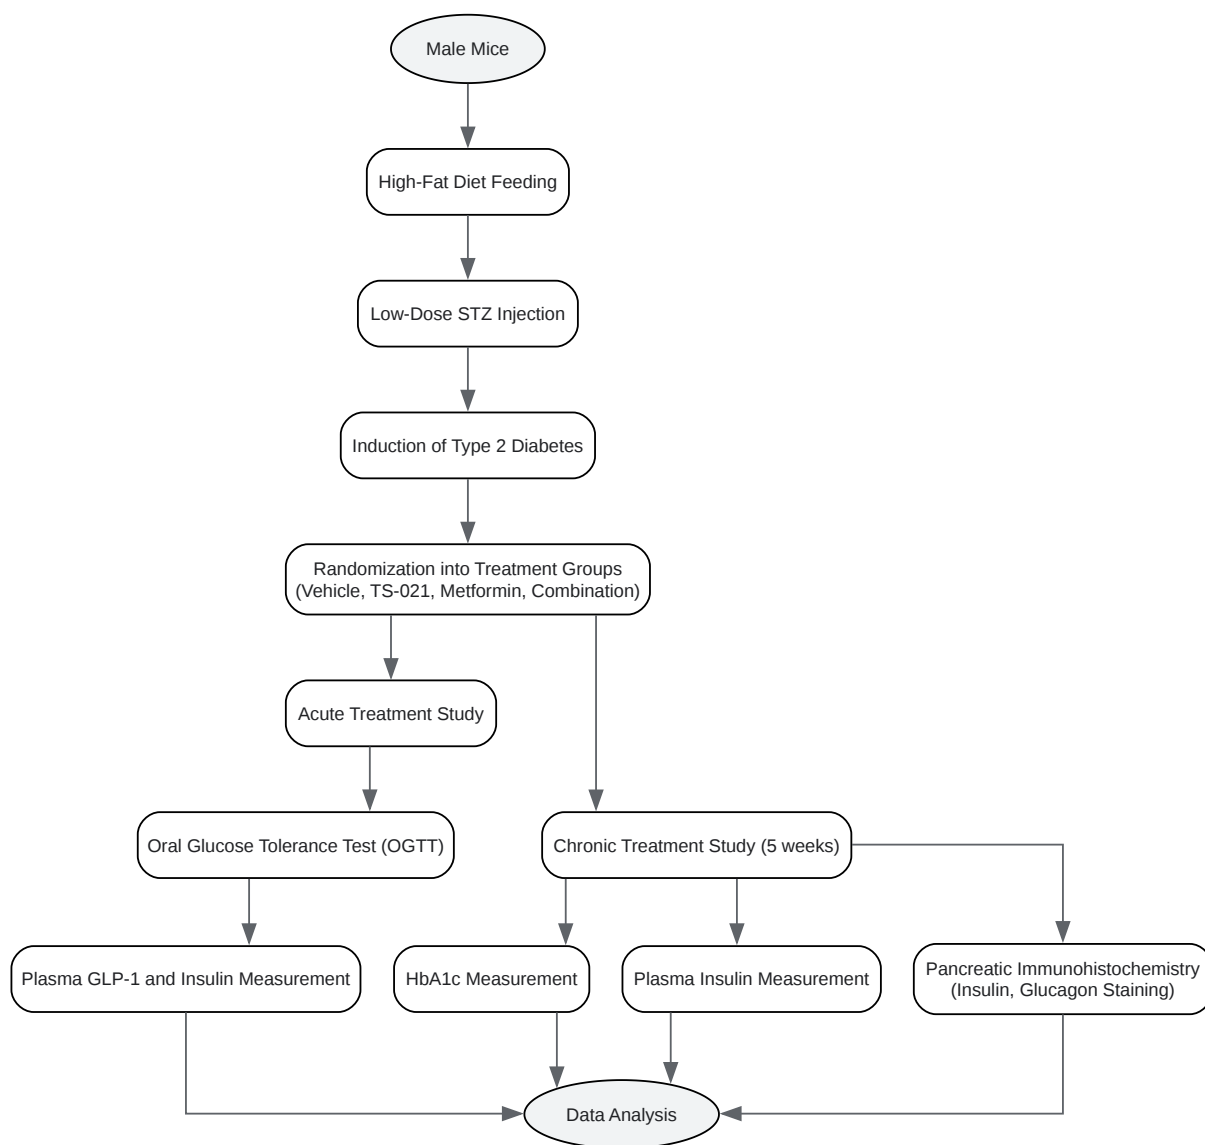 Male Mice
High-Fat Diet Feeding
Low-Dose STZ Injection
Induction of Type 2 Diabetes
Randomization into Treatment Groups
(Vehicle, TS-021, Metformin, Combination)
Acute Treatment Study
Oral Glucose Tolerance Test (OGTT)
Chronic Treatment Study (5 weeks)
Plasma GLP-1 and Insulin Measurement
HbA1c Measurement
Plasma Insulin Measurement
Pancreatic Immunohistochemistry
(Insulin, Glucagon Staining)
Data Analysis